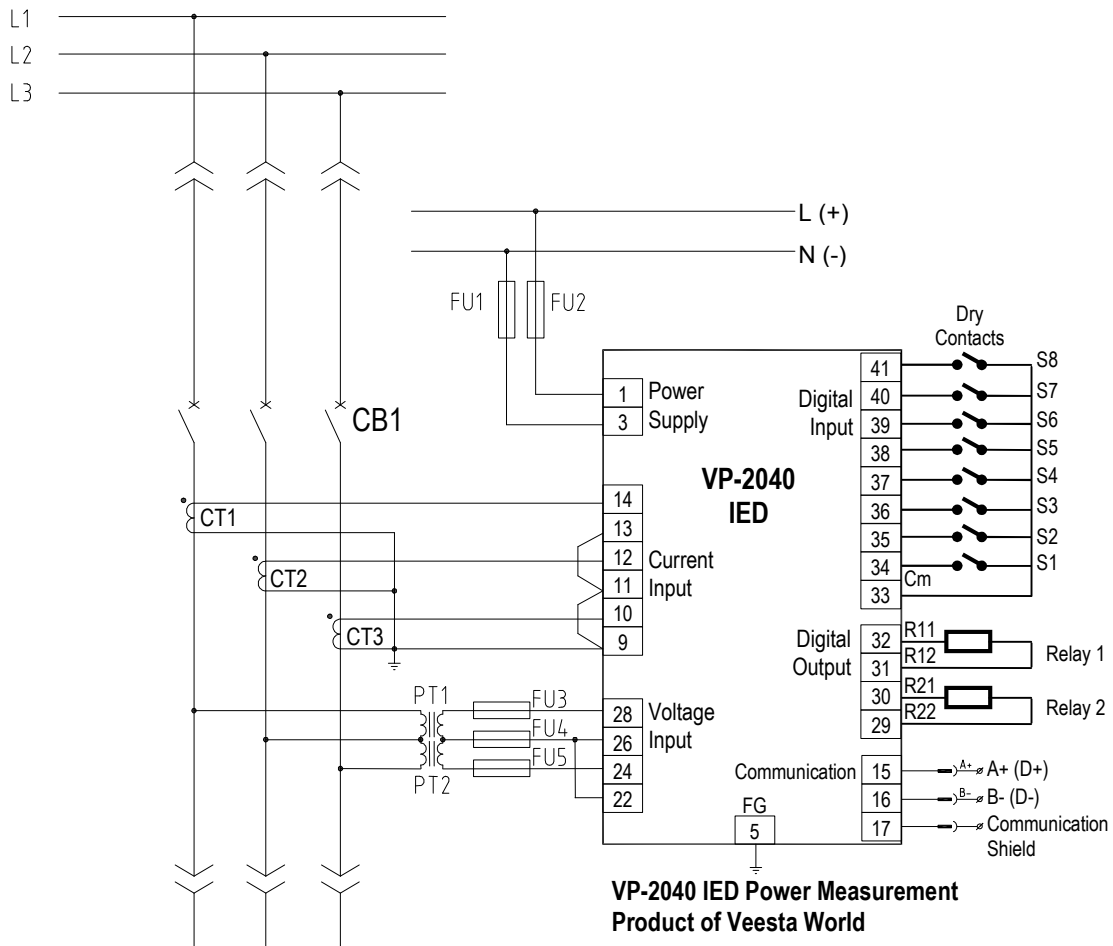 L1
L2
L3
L (+)
N (-)
FU1
FU2
Dry
Contacts
CB1
1
3
Power
Supply
VP-2040
IED
Digital
Input
41
40
39
38
37
36
35
34
33
Cm
S8
S7
S6
S5
S4
S3
S2
S1
CT1
CT2
CT3
14
13
12
11
10
9
Current
Input
Digital
Output
32
31
30
29
R11
R12
R21
R22
Relay 1
Relay 2
PT1
PT2
FU3
FU4
FU5
28
26
24
22
Voltage
Input
Communication
15
16
17
A+
A+ (D+)
B-
B- (D-)
Communication
Shield
FG
5
VP-2040 IED Power Measurement
Product of Veesta World